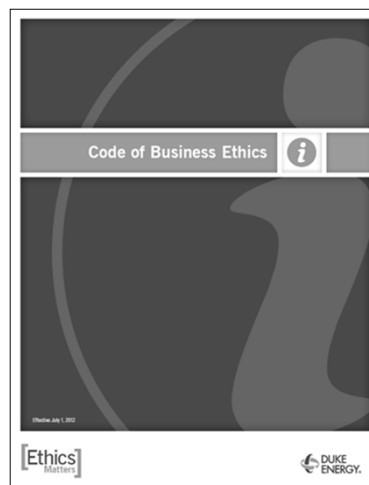 Code of Business Ethics
i
Effective July 1, 2012
[Ethics
Matters]
DUKE
ENERGY®